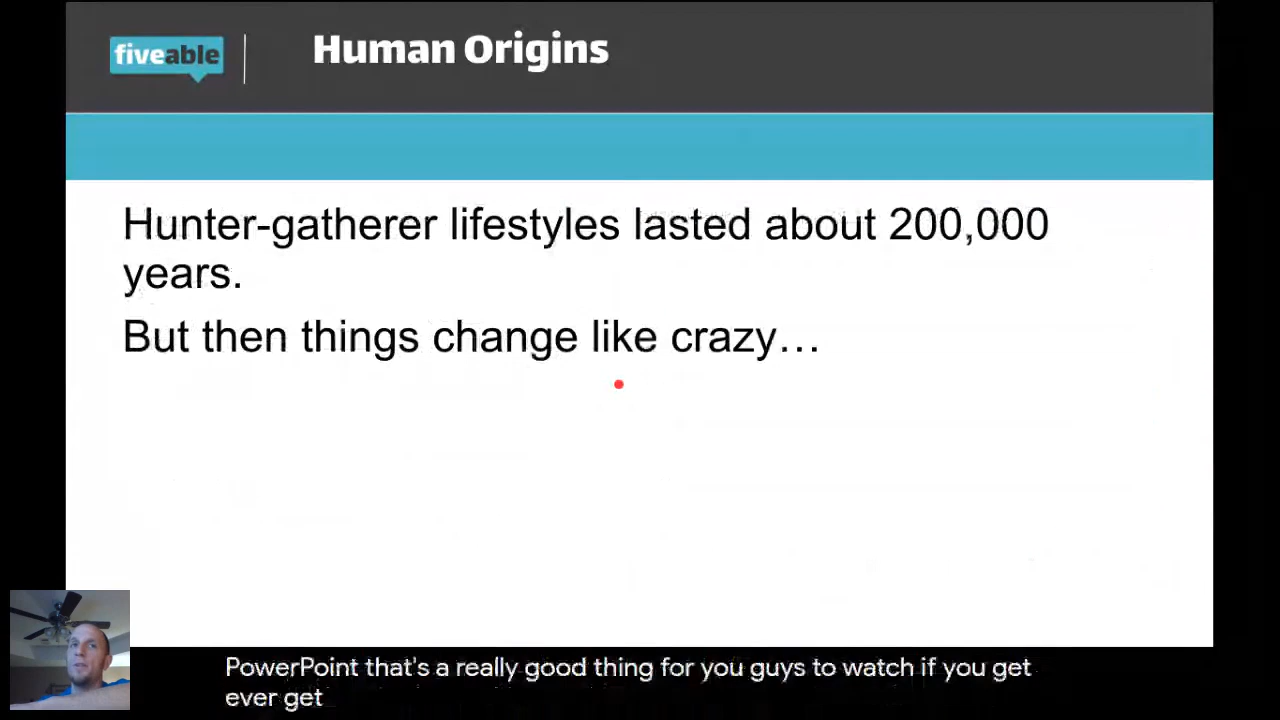 fiveable
Human Origins
Hunter-gatherer lifestyles lasted about 200,000
years.
But then things change like crazy…
PowerPoint that's a really good thing for you guys to watch if you get
ever get